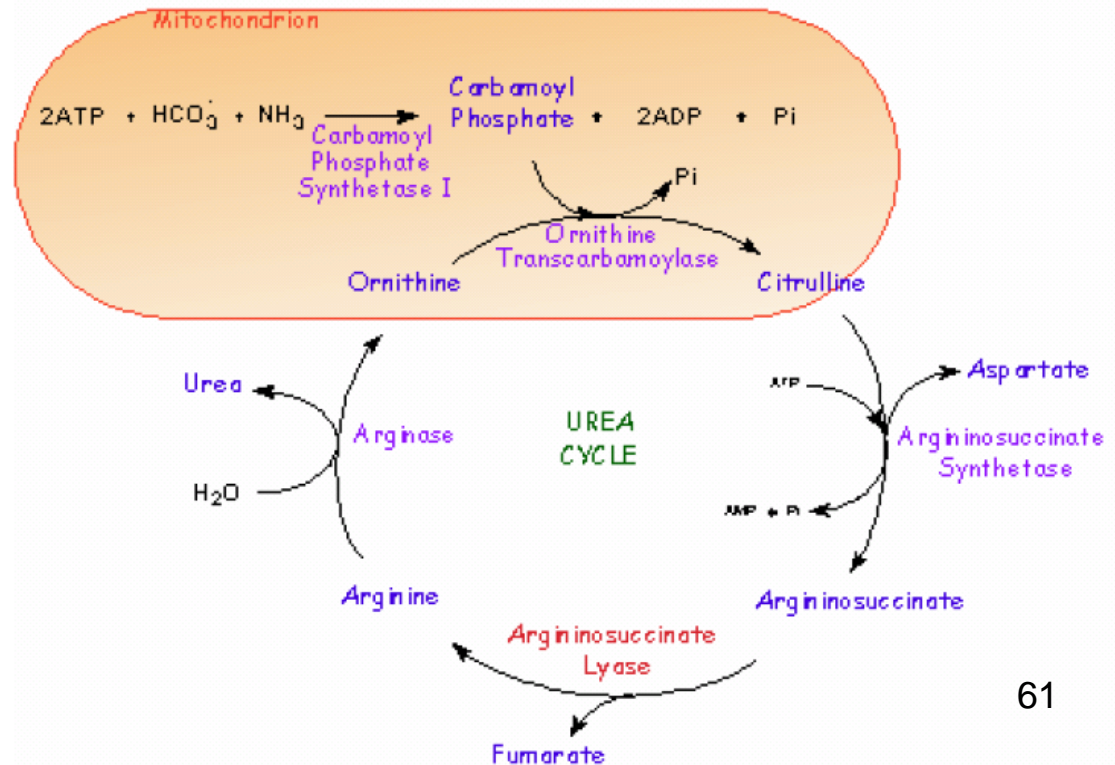 Mitochondrion
2ATP + HCO3- + NH3
Carbamoyl
Phosphate
Synthetase I
Carbamoyl
Phosphate + 2ADP + Pi
Pi
Ornithine
Transcarbamoylase
Ornithine
Citrulline
Urea
Arginase
H2O
UREA
CYCLE
ATP
Aspartate
Argininosuccinate
Synthetase
AMP + Pi
Arginine
Argininosuccinate
Argininosuccinate
Lyase
Fumarate
61